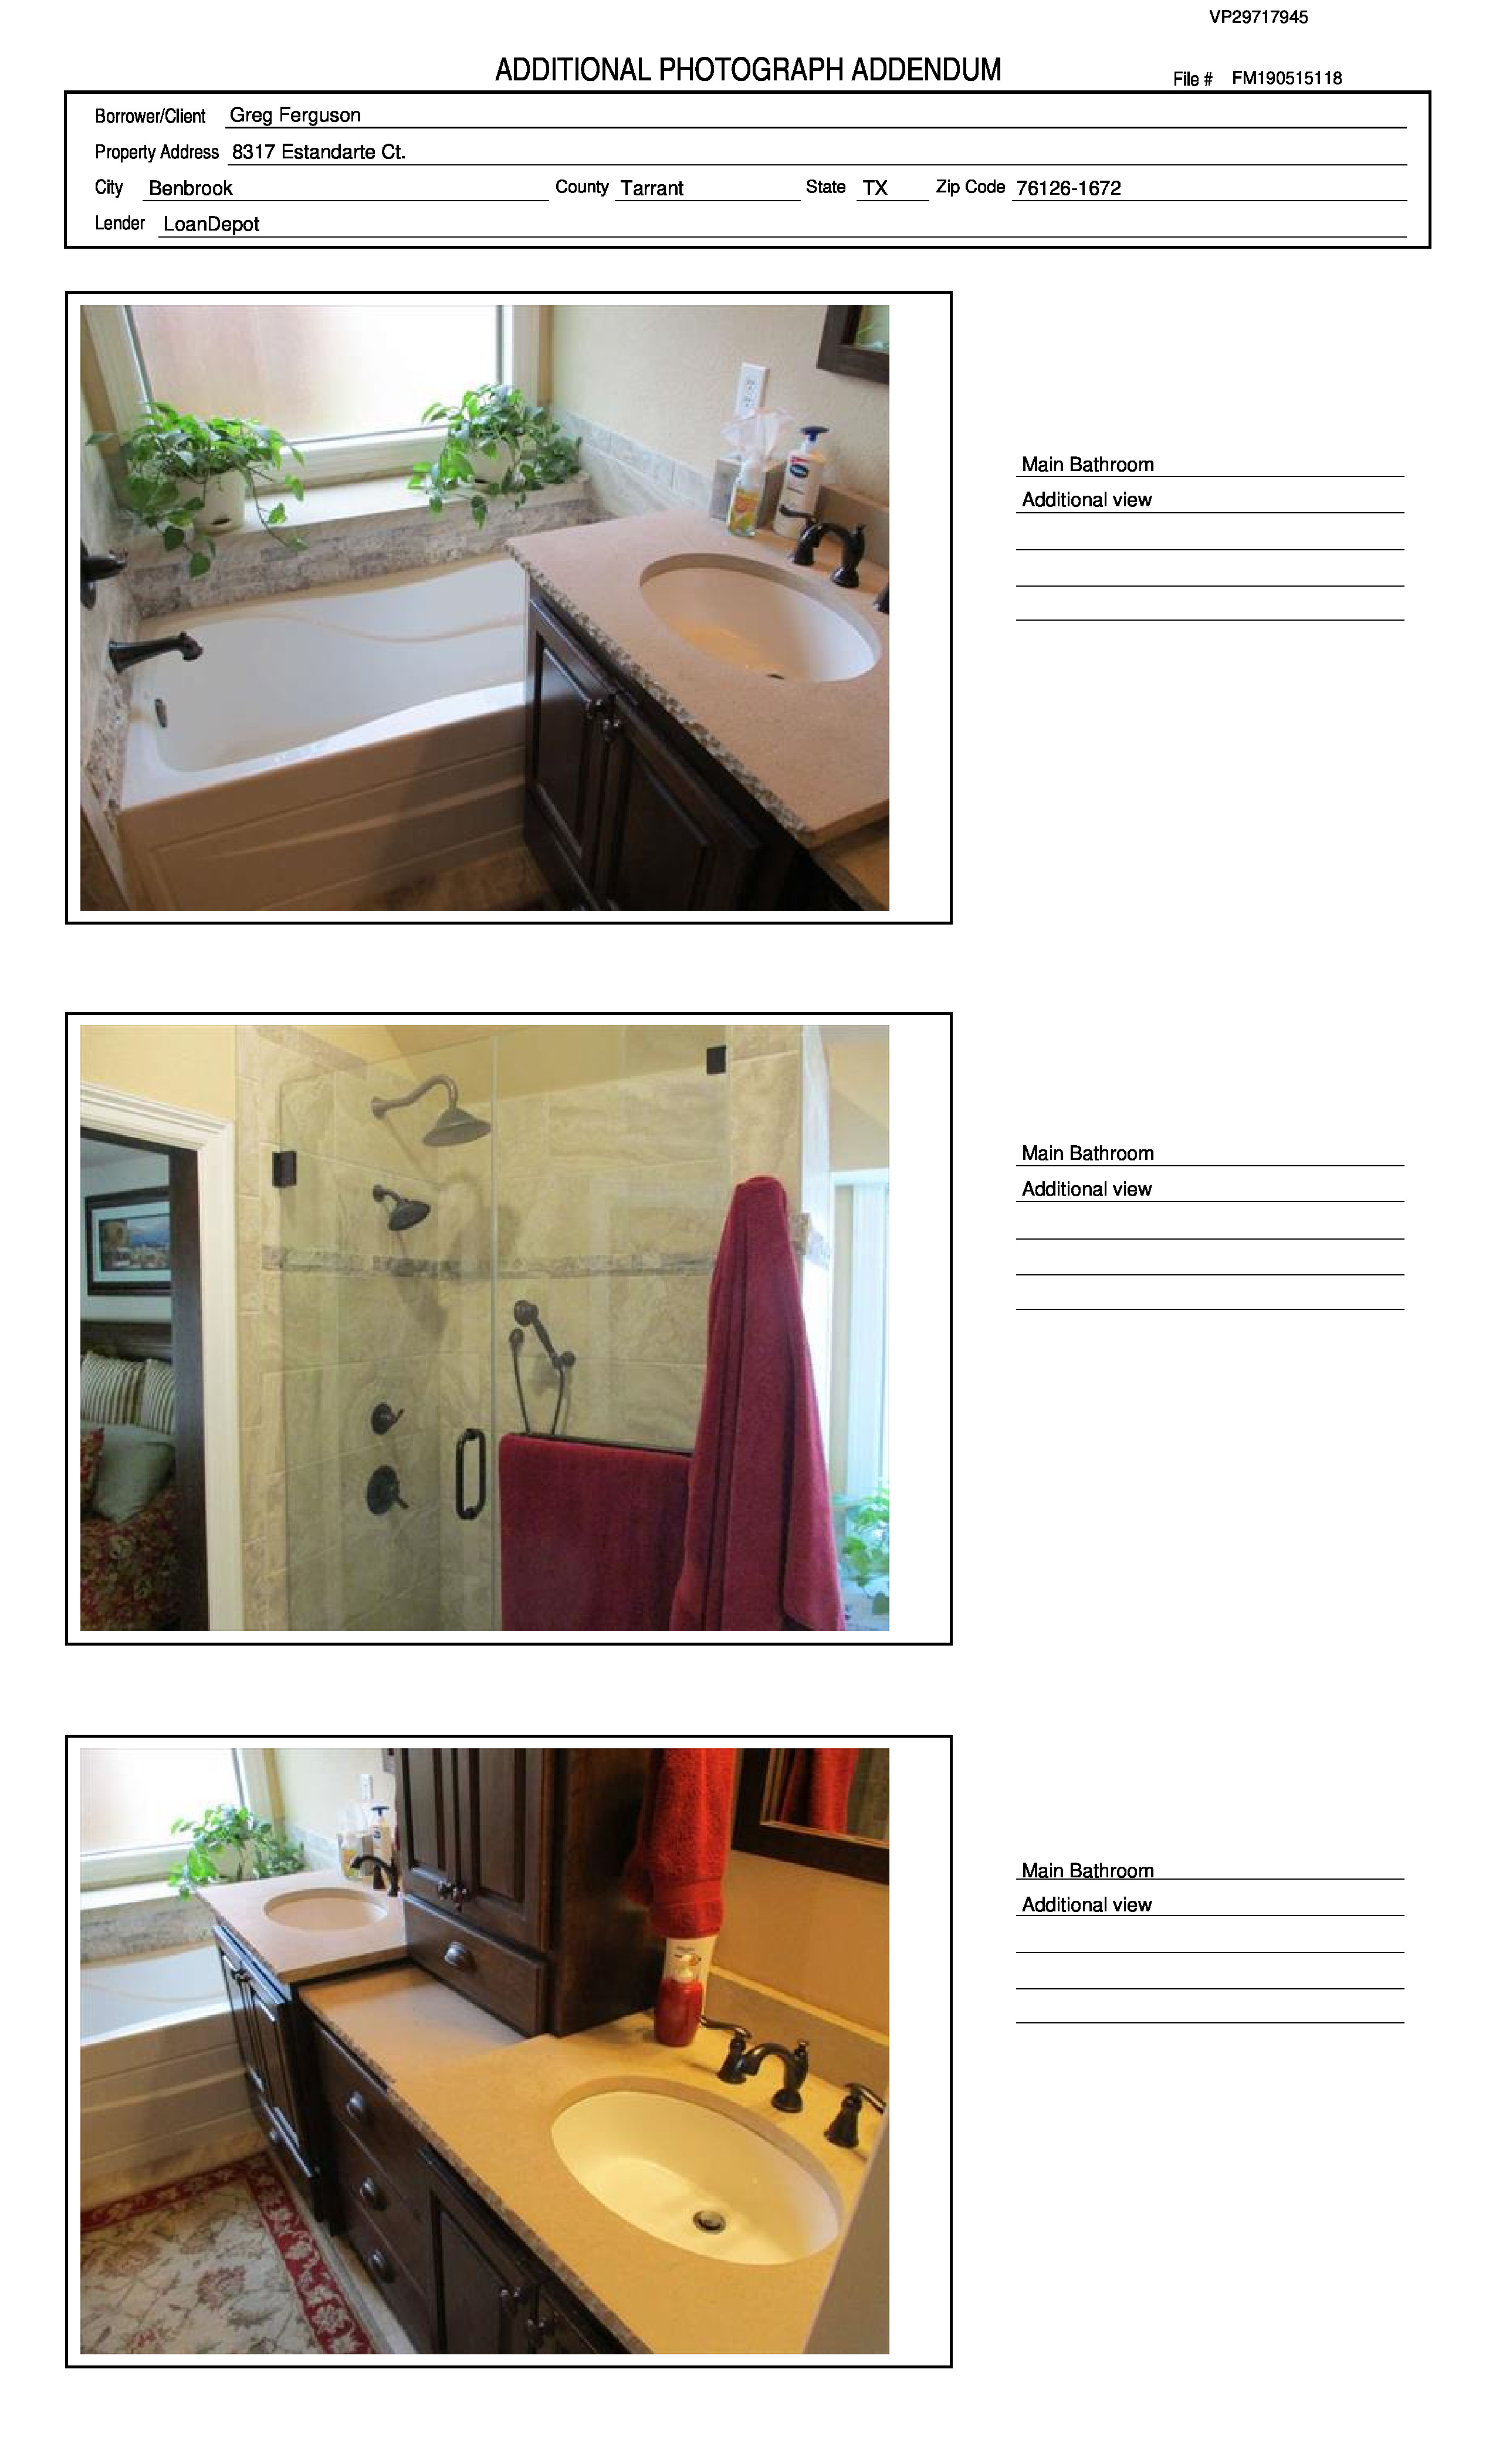 VP29717945
ADDITIONAL PHOTOGRAPH ADDENDUM
File # FM190515118
Borrower/Client Greg Ferguson
Property Address 8317 Estandarte Ct.
City Benbrook County Tarrant State TX Zip Code 76126-1672
Lender LoanDepot
Main Bathroom
Additional view
Main Bathroom
Additional view
Main Bathroom
Additional view